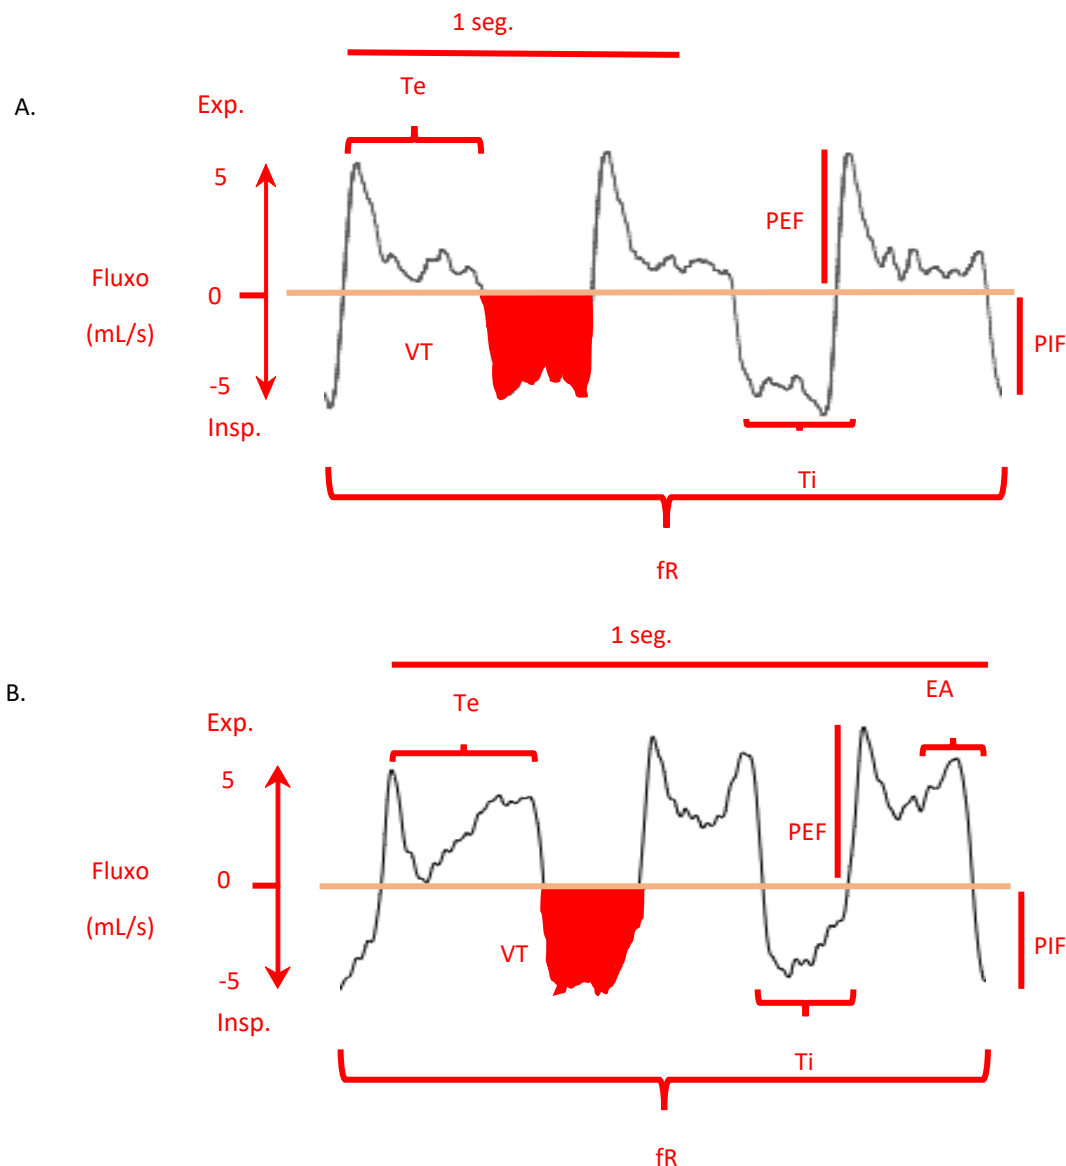 1 seg.
Te
A.
Exp.
5
PEF
Fluxo
0
(mL/s)
VT
PIF
-5
Insp.
Ti
fR
1 seg.
B.
EA
Te
Exp.
5
PEF
Fluxo
0
(mL/s)
VT
PIF
-5
Insp.
Ti
fR